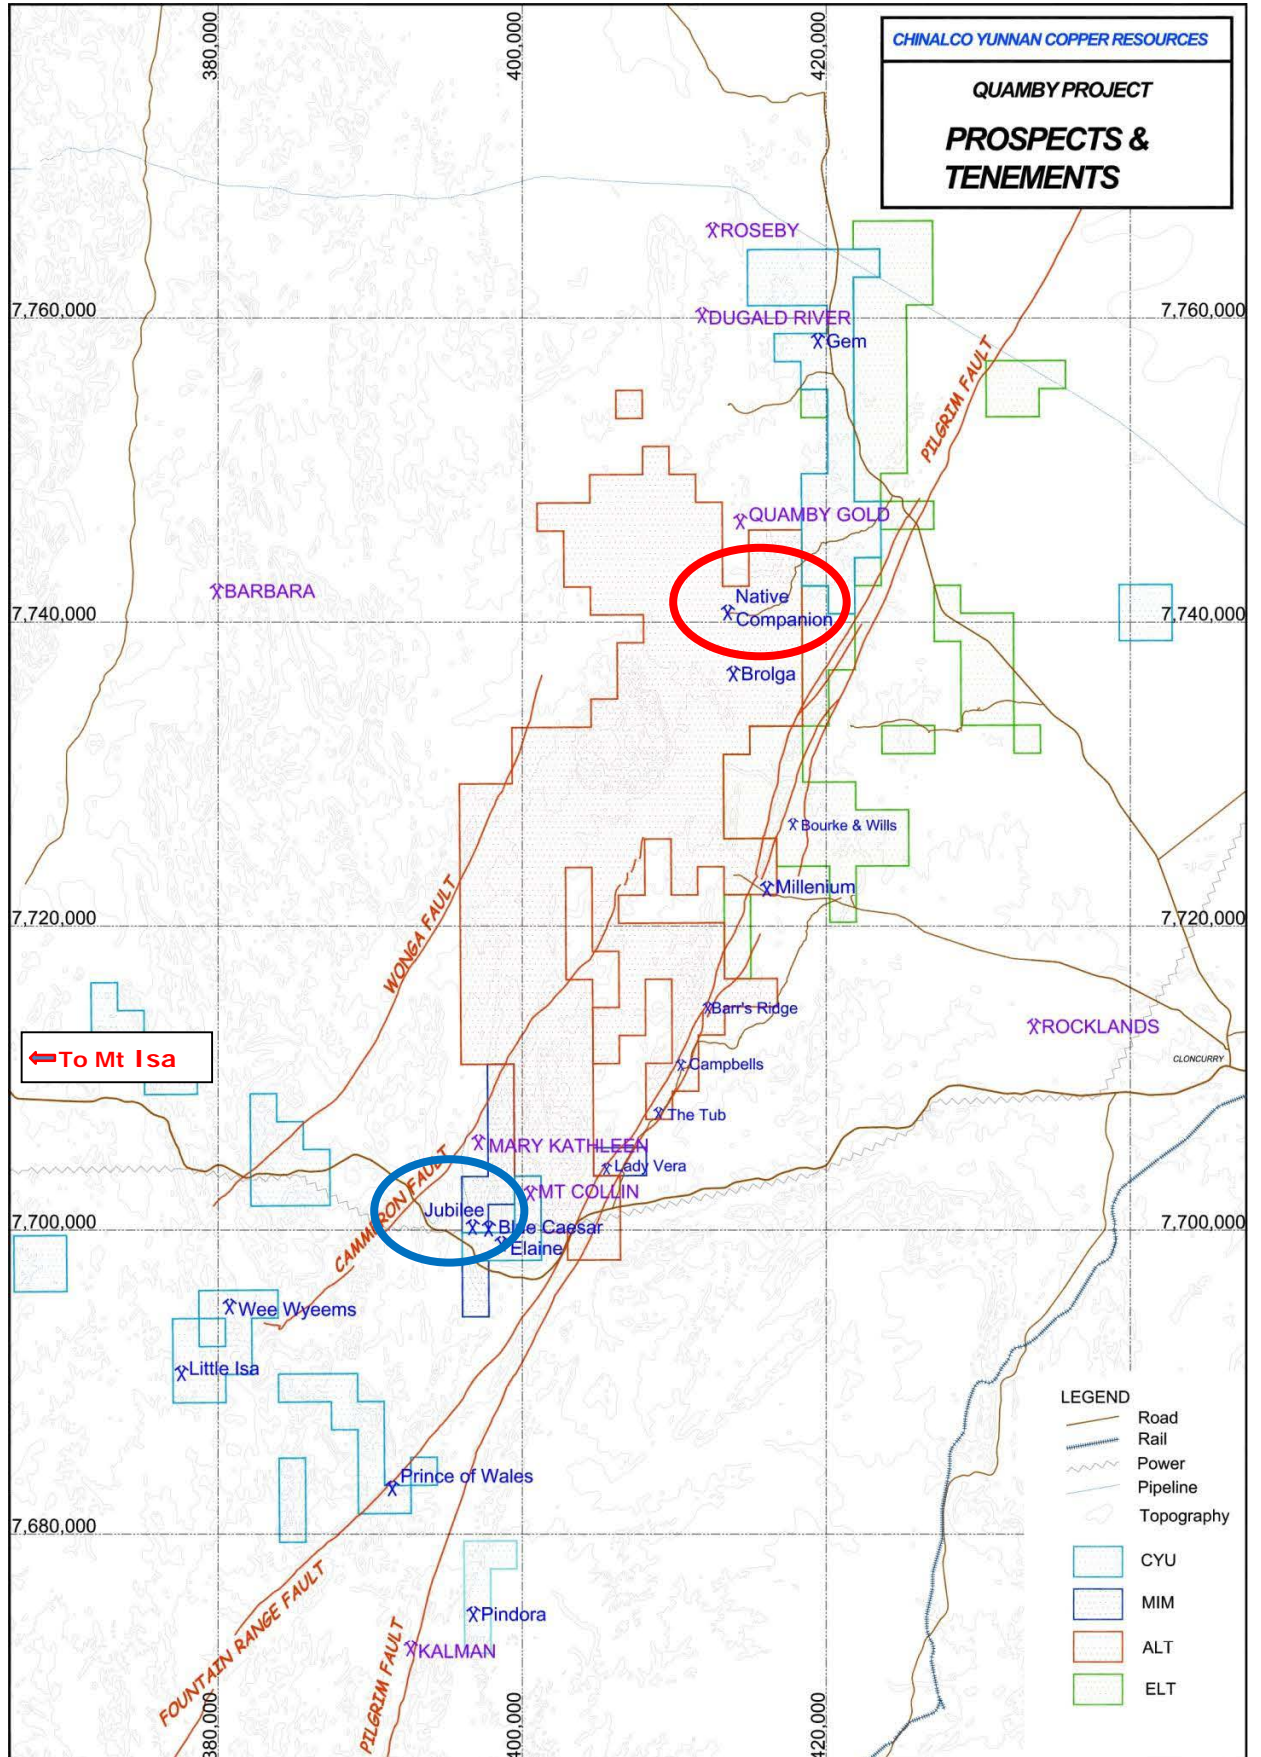 380,000
400,000
420,000
CHINALCO YUNNAN COPPER RESOURCES
QUAMBY PROJECT
PROSPECTS &
TENEMENTS
ROSEBY
7,760,000
7,760,000
DUGALD RIVER
Gem
PILGRIM FAULT
QUAMBY GOLD
BARBARA
Native
Companion
7,740,000
7,740,000
Brolga
Bourke & Wills
Millenium
WONGA FAULT
7,720,000
7,720,000
Barr's Ridge
ROCKLANDS
To Mt Isa
CLONCURRY
Campbells
The Tub
MARY KATHLEEN
Lady Vera
CAMMERON FAULT
MT COLLIN
Jubilee
Blue Caesar
7,700,000
7,700,000
Elaine
Wee Wyeems
Little Isa
LEGEND
Road
Rail
Power
Pipeline
Topography
Prince of Wales
7,680,000
CYU
MIM
ALT
ELT
Pindora
KALMAN
FOUNTAIN RANGE FAULT
PILGRIM FAULT
380,000
400,000
420,000